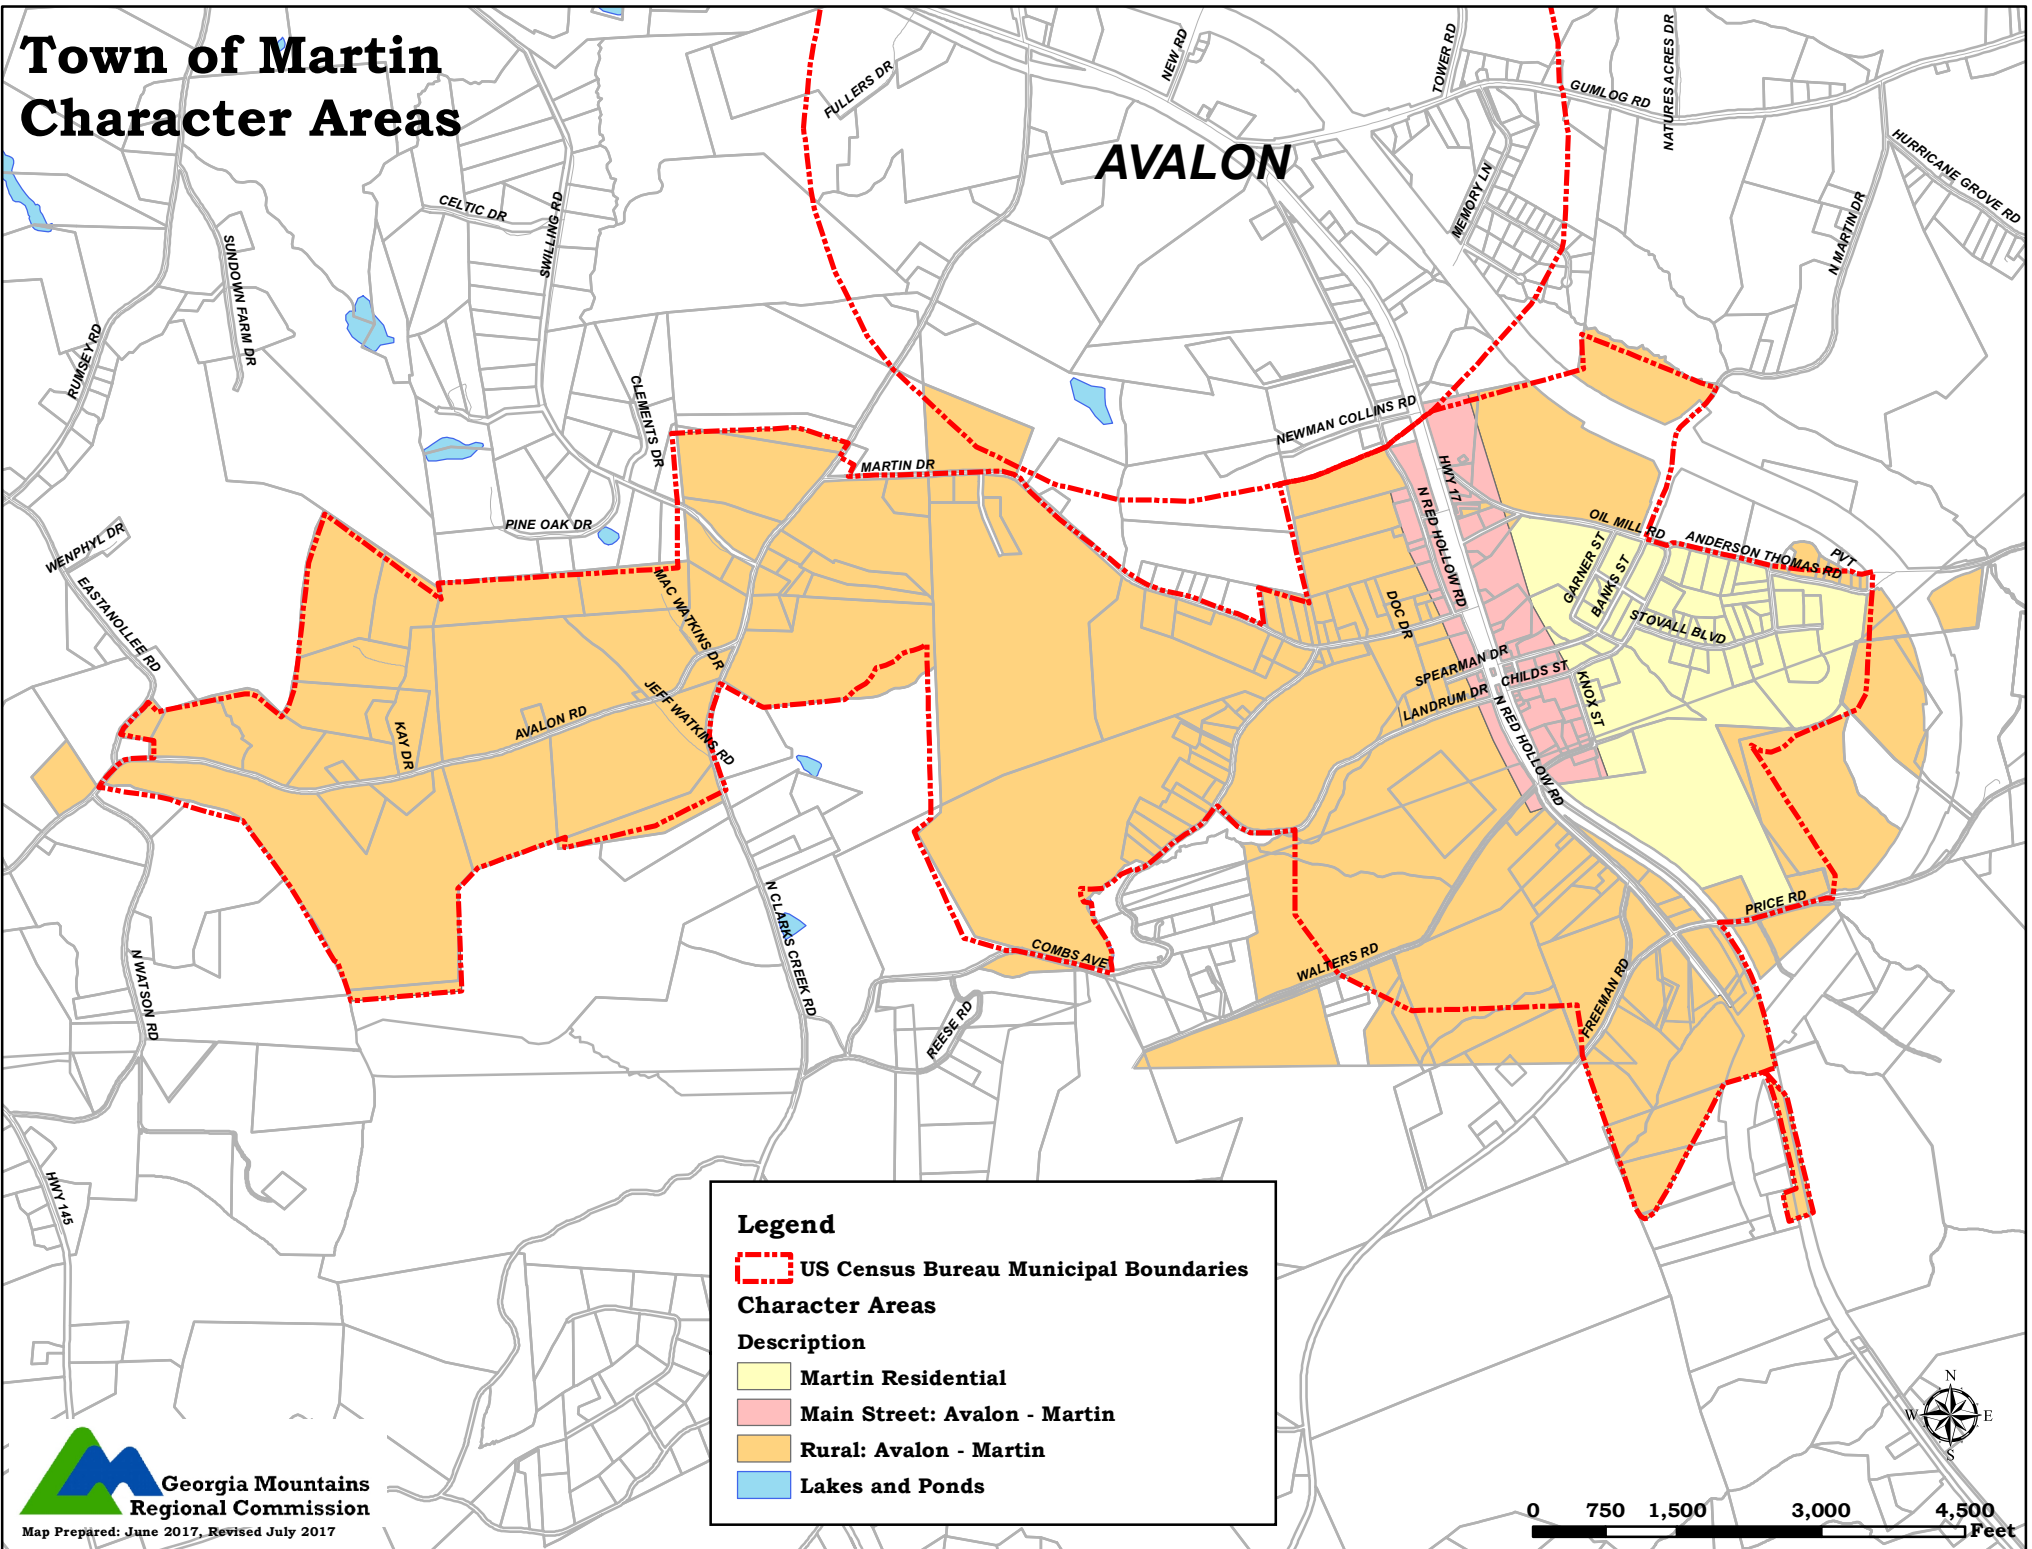 Town of Martin
Character Areas
AVALON
FULLERS DR
NEW RD
TOWER RD
GUMLOG RD
NATURES ACRES DR
HURRICANE GROVE RD
N MARTIN DR
MEMORY LN
CELTIC DR
SWILLING RD
SUNDOWN FARM DR
RUMSEY RD
CLEMENTS DR
NEWMAN COLLINS RD
MARTIN DR
HWY 17
N RED HOLLOW RD
OIL MILL RD
ANDERSON THOMAS RD
PVT
GARNER ST
BANKS ST
STOVALL BLVD
PINE OAK DR
WENPHYL DR
EASTANOLLEE RD
MAC WATKINS DR
DOC DR
SPEARMAN DR
CHILDS ST
LANDRUM DR
KNOX ST
N RED HOLLOW RD
JEFF WATKINS RD
AVALON RD
KAY DR
PRICE RD
N CLARKS CREEK RD
COMBS AVE
WALTERS RD
FREEMAN RD
N WATSON RD
REESE RD
HWY 145
Legend
US Census Bureau Municipal Boundaries
Character Areas
Description
Martin Residential
Main Street: Avalon - Martin
Rural: Avalon - Martin
Lakes and Ponds
N
W
E
S
Georgia Mountains
Regional Commission
Map Prepared: June 2017, Revised July 2017
0 750 1,500 3,000 4,500
Feet